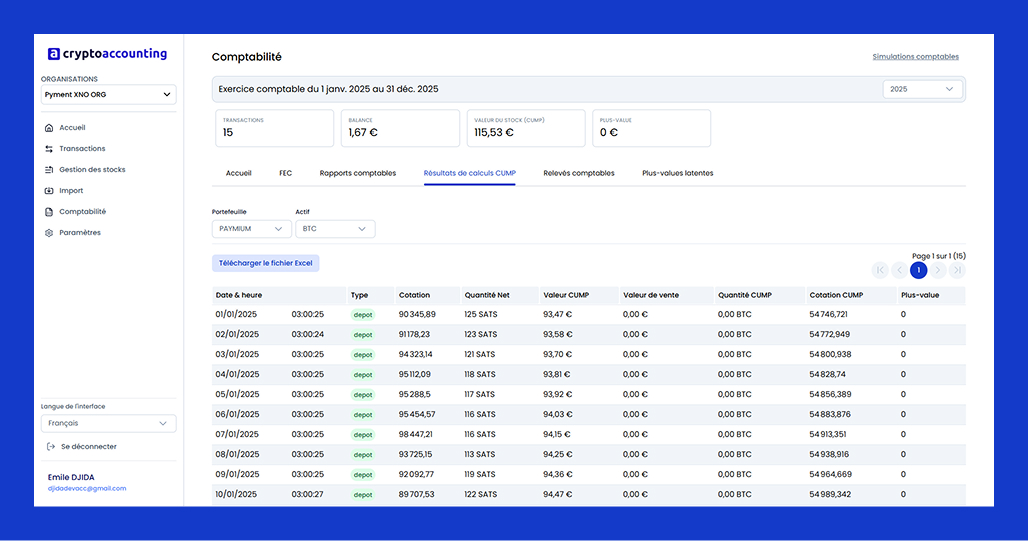 cryptoaccounting
ORGANISATIONS
Pyment XNO ORG
Accueil
Transactions
Gestion des stocks
Import
Comptabilité
Paramètres
Langue de l'interface
Français
Se déconnecter
Emile DJIDA
djidadevacc@gmail.com
Comptabilité
Simulations comptables
Exercice comptable du 1 janv. 2025 au 31 déc. 2025
2025
TRANSACTIONS
15
BALANCE
1,67 €
VALEUR DU STOCK (CUMP)
115,53 €
PLUS-VALUE
0 €
Accueil FEC Rapports comptables Résultats de calculs CUMP Relevés comptables Plus-values latentes
Portefeuille Actif
PAYMIUM BTC
Télécharger le fichier Excel
Page 1 sur 1 (15)
1
Date & heure Type Cotation Quantité Net Valeur CUMP Valeur de vente Quantité CUMP Cotation CUMP Plus-value
01/01/2025 03:00:25 depot 90 345,89 125 SATS 93,47 € 0,00 € 0,00 BTC 54 746,721 0
02/01/2025 03:00:24 depot 91 178,23 123 SATS 93,58 € 0,00 € 0,00 BTC 54 772,949 0
03/01/2025 03:00:25 depot 94 323,14 121 SATS 93,70 € 0,00 € 0,00 BTC 54 800,938 0
04/01/2025 03:00:25 depot 95 112,09 118 SATS 93,81 € 0,00 € 0,00 BTC 54 828,74 0
05/01/2025 03:00:25 depot 95 288,5 117 SATS 93,92 € 0,00 € 0,00 BTC 54 856,389 0
06/01/2025 03:00:25 depot 95 454,57 116 SATS 94,03 € 0,00 € 0,00 BTC 54 883,876 0
07/01/2025 03:00:25 depot 98 447,21 116 SATS 94,15 € 0,00 € 0,00 BTC 54 913,351 0
08/01/2025 03:00:25 depot 93 725,15 113 SATS 94,25 € 0,00 € 0,00 BTC 54 938,916 0
09/01/2025 03:00:25 depot 92 092,77 119 SATS 94,36 € 0,00 € 0,00 BTC 54 964,669 0
10/01/2025 03:00:27 depot 89 707,53 122 SATS 94,47 € 0,00 € 0,00 BTC 54 989,342 0